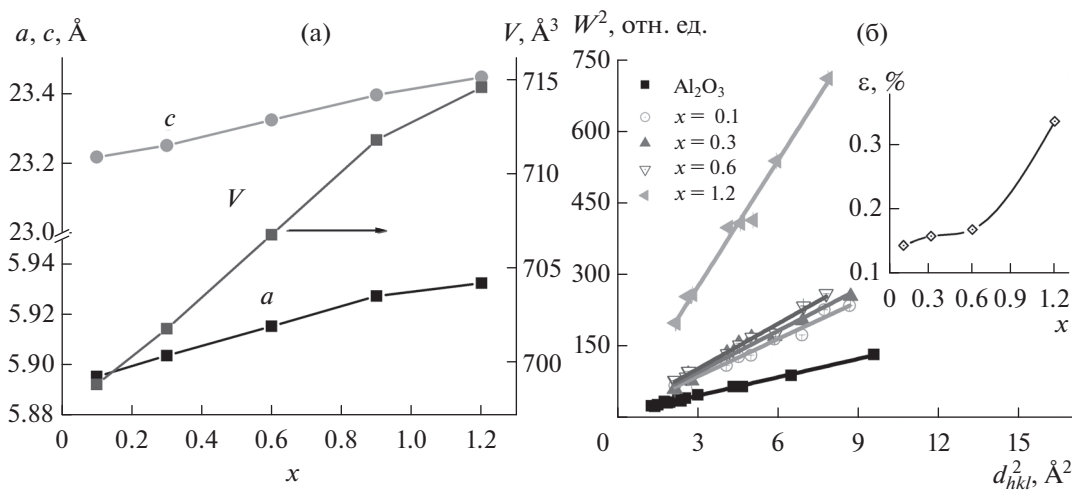 a, c, Å
(а)
V, Å³
23.4
23.2
23.0
5.94
5.92
5.90
5.88
c
V
a
715
710
705
700
0 0.2 0.4 0.6 0.8 1.0 1.2
x
W², отн. ед.
(б)
750
600
450
300
150
0 3 6 9 12 15
d²hkl, Å²
Al₂O₃
x = 0.1
x = 0.3
x = 0.6
x = 1.2
ε, %
0.3
0.2
0.1
0 0.3 0.6 0.9 1.2
x